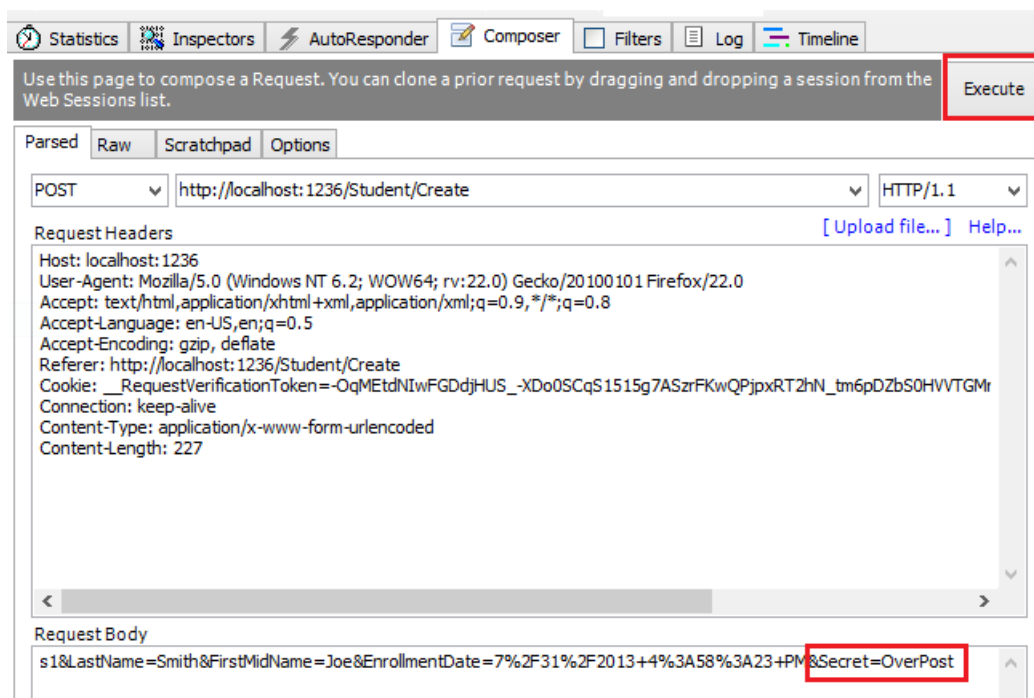 Statistics Inspectors AutoResponder Composer Filters Log Timeline
Use this page to compose a Request. You can clone a prior request by dragging and dropping a session from the
Web Sessions list.
Execute
Parsed Raw Scratchpad Options
POST http://localhost:1236/Student/Create HTTP/1.1
Request Headers [ Upload file... ] Help...
Host: localhost:1236
User-Agent: Mozilla/5.0 (Windows NT 6.2; WOW64; rv:22.0) Gecko/20100101 Firefox/22.0
Accept: text/html,application/xhtml+xml,application/xml;q=0.9,*/*;q=0.8
Accept-Language: en-US,en;q=0.5
Accept-Encoding: gzip, deflate
Referer: http://localhost:1236/Student/Create
Cookie: __RequestVerificationToken=-OqMEtdNIwFGDdjHUS_-XDo0SCqS1515g7ASzrFKwQPjpxRT2hN_tm6pDZbS0HVVTGMr
Connection: keep-alive
Content-Type: application/x-www-form-urlencoded
Content-Length: 227
Request Body
s1&LastName=Smith&FirstMidName=Joe&EnrollmentDate=7%2F31%2F2013+4%3A58%3A23+PM&Secret=OverPost